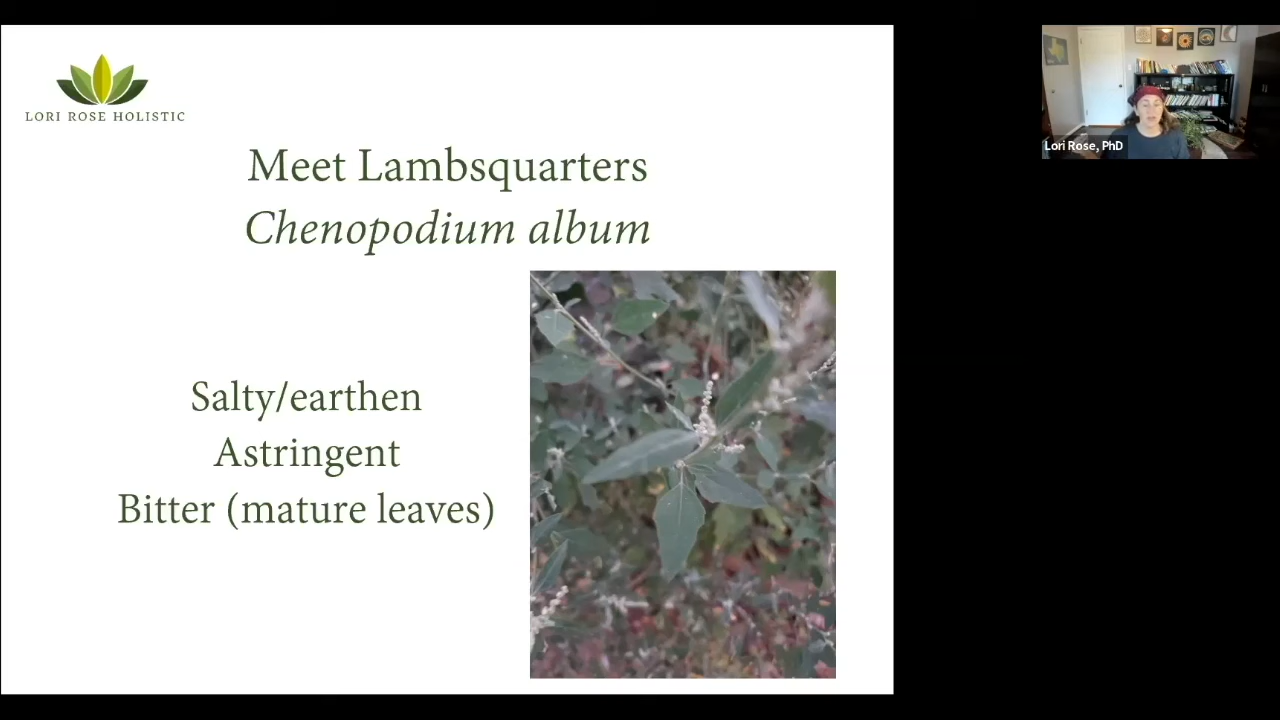 LORI ROSE HOLISTIC
Meet Lambsquarters
Chenopodium album
Salty/earthen
Astringent
Bitter (mature leaves)
Lori Rose, PhD